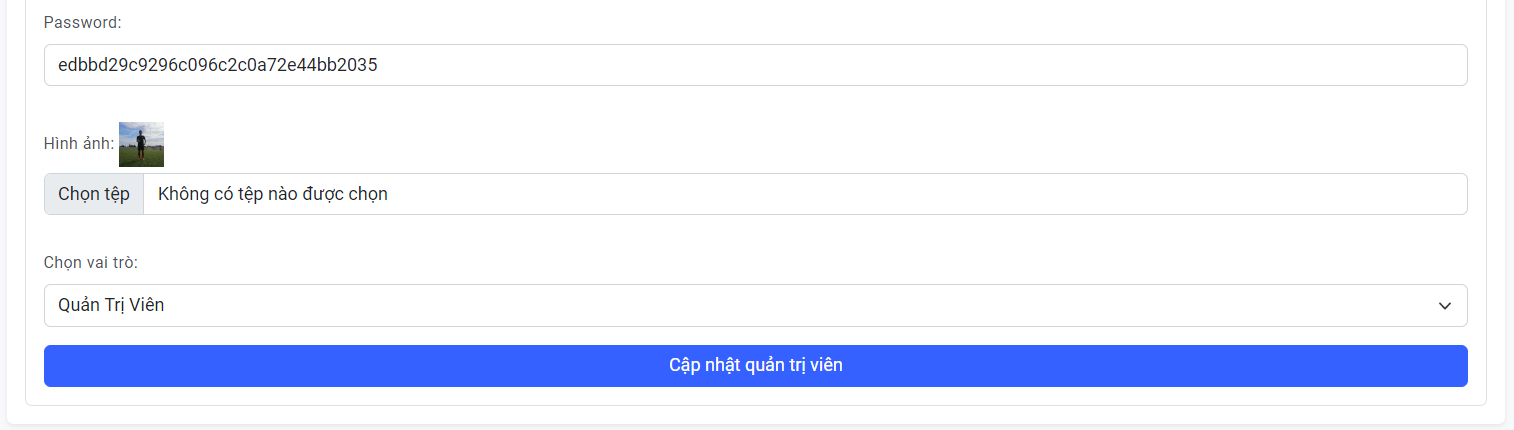 Password:
edbbd29c9296c096c2c0a72e44bb2035
Hình ảnh:
Chọn tệp Không có tệp nào được chọn
Chọn vai trò:
Quản Trị Viên
Cập nhật quản trị viên